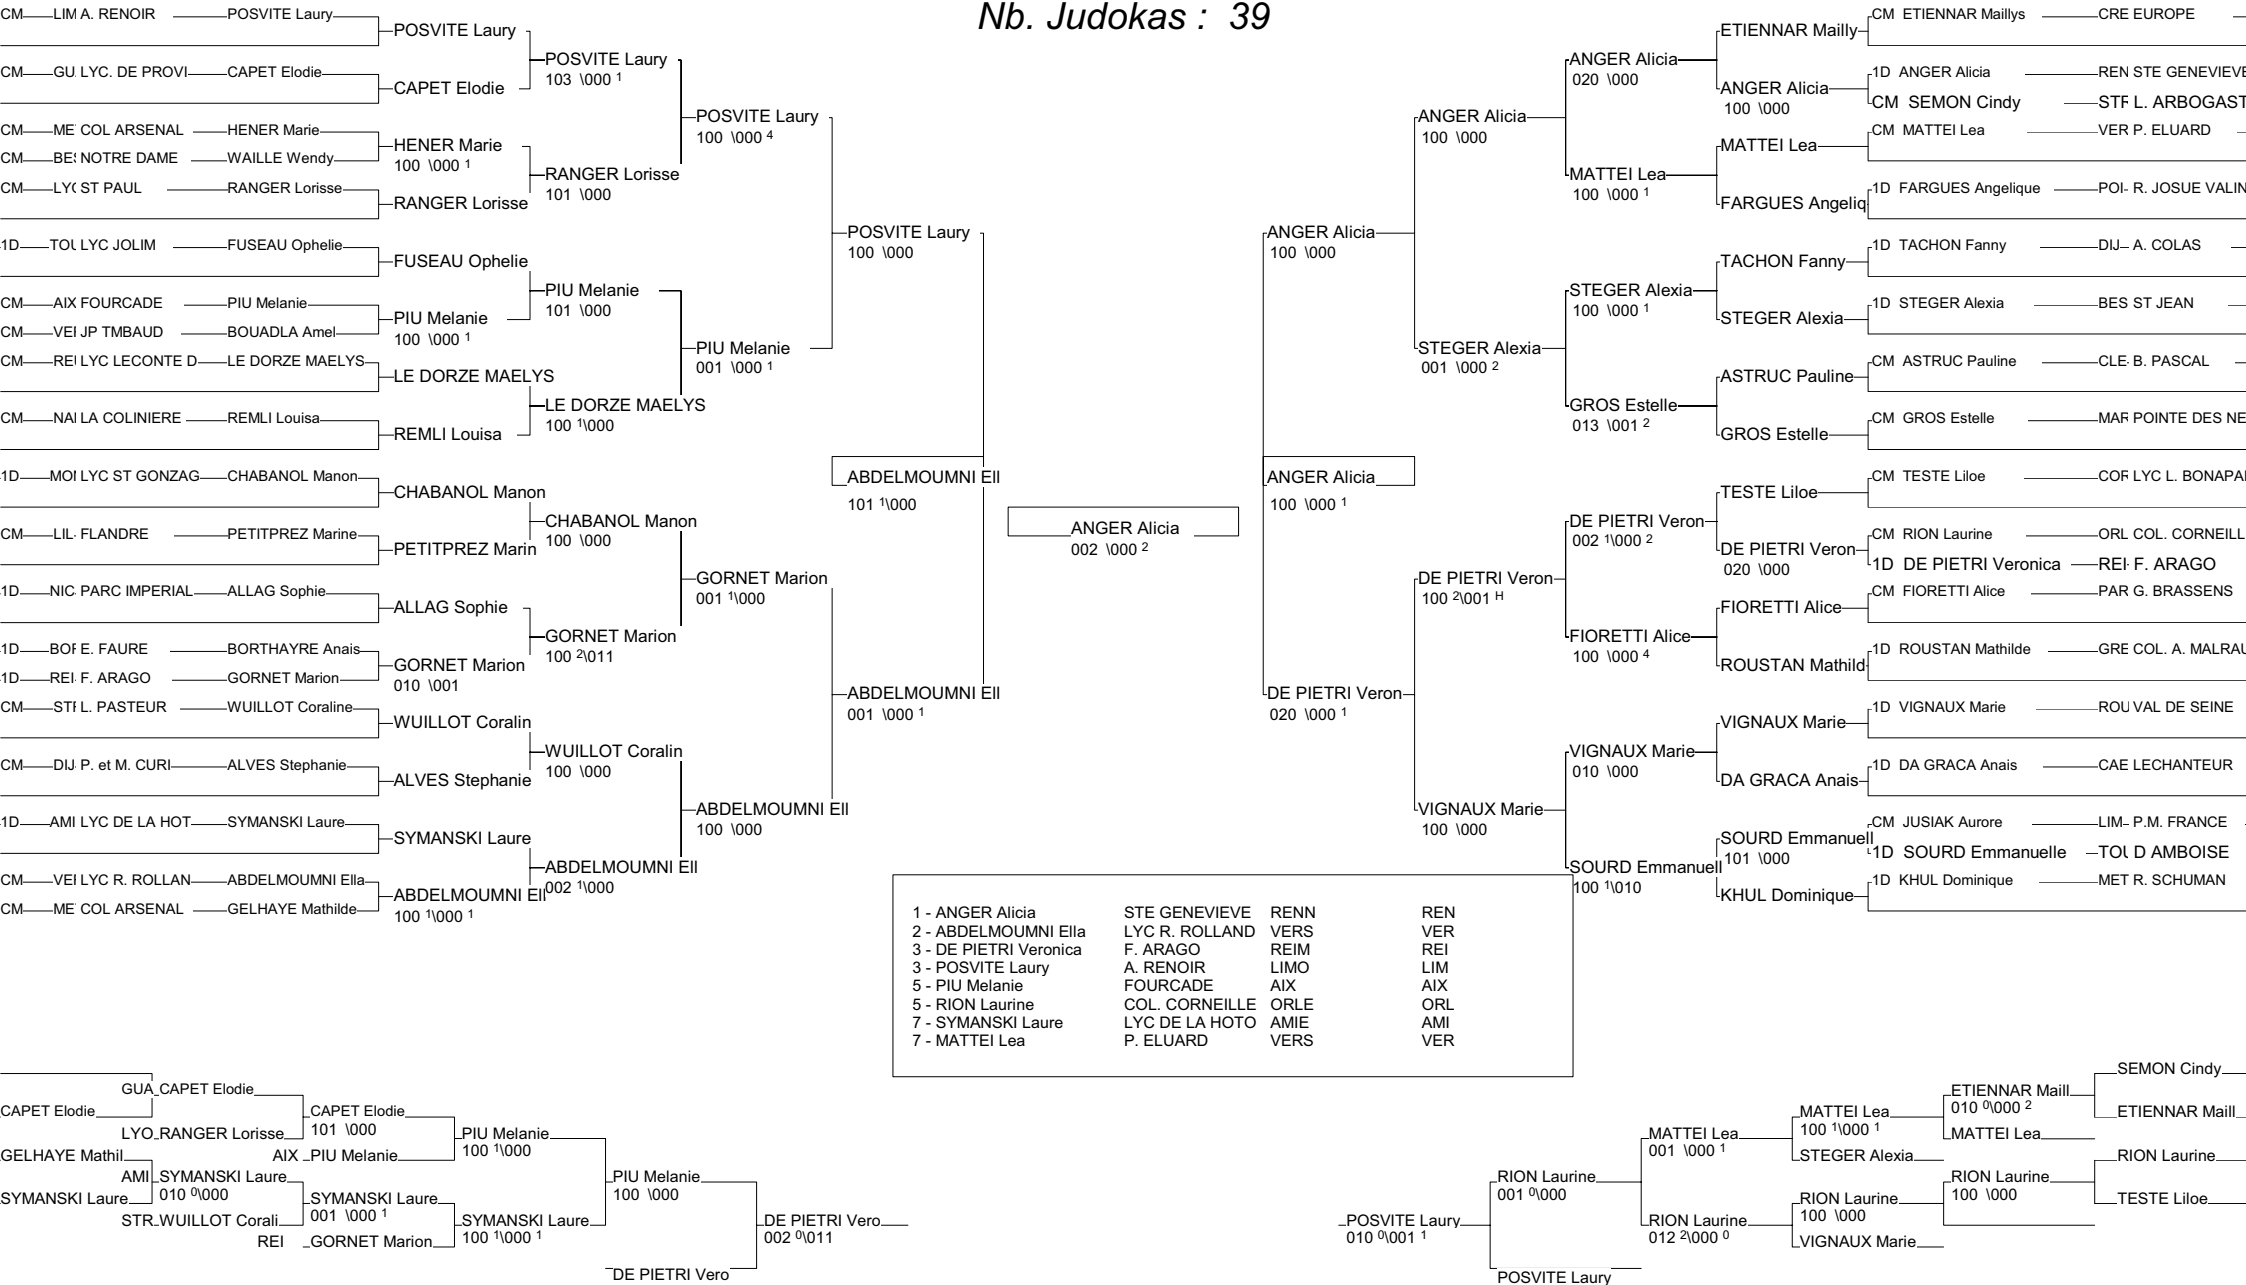 Nb. Judokas : 39
CM LIM A. RENOIR POSVITE Laury
CM GU LYC. DE PROVI CAPET Elodie
CM ME COL ARSENAL HENER Marie
CM BES NOTRE DAME WAILLE Wendy
CM LYO ST PAUL RANGER Lorisse
1D TOU LYC JOLIM FUSEAU Ophelie
CM AIX FOURCADE PIU Melanie
CM VEI JP TMBAUD BOUADLA Amel
CM REI LYC LECONTE D LE DORZE MAELYS
CM NAI LA COLINIERE REMLI Louisa
1D MOI LYC ST GONZAG CHABANOL Manon
CM LIL FLANDRE PETITPREZ Marine
1D NIC PARC IMPERIAL ALLAG Sophie
1D BOF E. FAURE BORTHAYRE Anais
1D REI F. ARAGO GORNET Marion
CM STF L. PASTEUR WUILLOT Coraline
CM DIJ P. et M. CURI ALVES Stephanie
1D AMI LYC DE LA HOT SYMANSKI Laure
CM VEI LYC R. ROLLAN ABDELMOUMNI Ella
CM ME COL ARSENAL GELHAYE Mathilde
POSVITE Laury
CAPET Elodie
HENER Marie
100 \000 1
RANGER Lorisse
FUSEAU Ophelie
PIU Melanie
100 \000 1
LE DORZE MAELYS
REMLI Louisa
CHABANOL Manon
PETITPREZ Marin
ALLAG Sophie
GORNET Marion
010 \001
WUILLOT Coralin
ALVES Stephanie
SYMANSKI Laure
ABDELMOUMNI Ell
100 1\000 1
POSVITE Laury
103 \000 1
RANGER Lorisse
101 \000
PIU Melanie
101 \000
LE DORZE MAELYS
100 1\000
CHABANOL Manon
100 \000
GORNET Marion
100 2\011
WUILLOT Coralin
100 \000
ABDELMOUMNI Ell
002 1\000
POSVITE Laury
100 \000 4
PIU Melanie
001 \000 1
GORNET Marion
001 1\000
ABDELMOUMNI Ell
100 \000
POSVITE Laury
100 \000
ABDELMOUMNI Ell
001 \000 1
ABDELMOUMNI Ell
101 1\000
ANGER Alicia
002 \000 2
ANGER Alicia
100 \000 1
ANGER Alicia
100 \000
DE PIETRI Veron
020 \000 1
ANGER Alicia
100 \000
STEGER Alexia
001 \000 2
DE PIETRI Veron
100 2\001 H
VIGNAUX Marie
100 \000
ANGER Alicia
020 \000
MATTEI Lea
100 \000 1
STEGER Alexia
100 \000 1
GROS Estelle
013 \001 2
DE PIETRI Veron
002 1\000 2
FIORETTI Alice
100 \000 4
VIGNAUX Marie
010 \000
SOURD Emmanuell
100 1\010
ETIENNAR Mailly
ANGER Alicia
100 \000
MATTEI Lea
FARGUES Angeliq
TACHON Fanny
STEGER Alexia
ASTRUC Pauline
GROS Estelle
TESTE Liloe
DE PIETRI Veron
020 \000
FIORETTI Alice
ROUSTAN Mathild
VIGNAUX Marie
DA GRACA Anais
SOURD Emmanuell
101 \000
KHUL Dominique
CM ETIENNAR Maillys CRE EUROPE
1D ANGER Alicia REN STE GENEVIEVE
CM SEMON Cindy STF L. ARBOGAST
CM MATTEI Lea VER P. ELUARD
1D FARGUES Angelique POI R. JOSUE VALIN
1D TACHON Fanny DIJ A. COLAS
1D STEGER Alexia BES ST JEAN
CM ASTRUC Pauline CLE B. PASCAL
CM GROS Estelle MAR POINTE DES NE
CM TESTE Liloe COR LYC L. BONAPA
CM RION Laurine ORL COL. CORNEILL
1D DE PIETRI Veronica REI F. ARAGO
CM FIORETTI Alice PAR G. BRASSENS
1D ROUSTAN Mathilde GRE COL. A. MALRAU
1D VIGNAUX Marie ROU VAL DE SEINE
1D DA GRACA Anais CAE LECHANTEUR
CM JUSIAK Aurore LIM P.M. FRANCE
1D SOURD Emmanuelle TOU D AMBOISE
1D KHUL Dominique MET R. SCHUMAN
1 - ANGER Alicia STE GENEVIEVE RENN REN
2 - ABDELMOUMNI Ella LYC R. ROLLAND VERS VER
3 - DE PIETRI Veronica F. ARAGO REIM REI
3 - POSVITE Laury A. RENOIR LIMO LIM
5 - PIU Melanie FOURCADE AIX AIX
5 - RION Laurine COL. CORNEILLE ORLE ORL
7 - SYMANSKI Laure LYC DE LA HOTO AMIE AMI
7 - MATTEI Lea P. ELUARD VERS VER
CAPET Elodie
GELHAYE Mathil
SYMANSKI Laure
GUA CAPET Elodie
LYO RANGER Lorisse
AMI SYMANSKI Laure
010 0\000
STR WUILLOT Corali
CAPET Elodie
101 \000
AIX PIU Melanie
SYMANSKI Laure
001 \000 1
REI GORNET Marion
PIU Melanie
100 1\000
SYMANSKI Laure
100 1\000 1
PIU Melanie
100 \000
DE PIETRI Vero
DE PIETRI Vero
002 0\011
POSVITE Laury
010 0\001 1
RION Laurine
001 0\000
POSVITE Laury
MATTEI Lea
001 \000 1
RION Laurine
012 2\000 0
MATTEI Lea
100 1\000 1
STEGER Alexia
RION Laurine
100 \000
VIGNAUX Marie
ETIENNAR Maill
010 0\000 2
MATTEI Lea
RION Laurine
100 \000
SEMON Cindy
ETIENNAR Maill
RION Laurine
TESTE Liloe